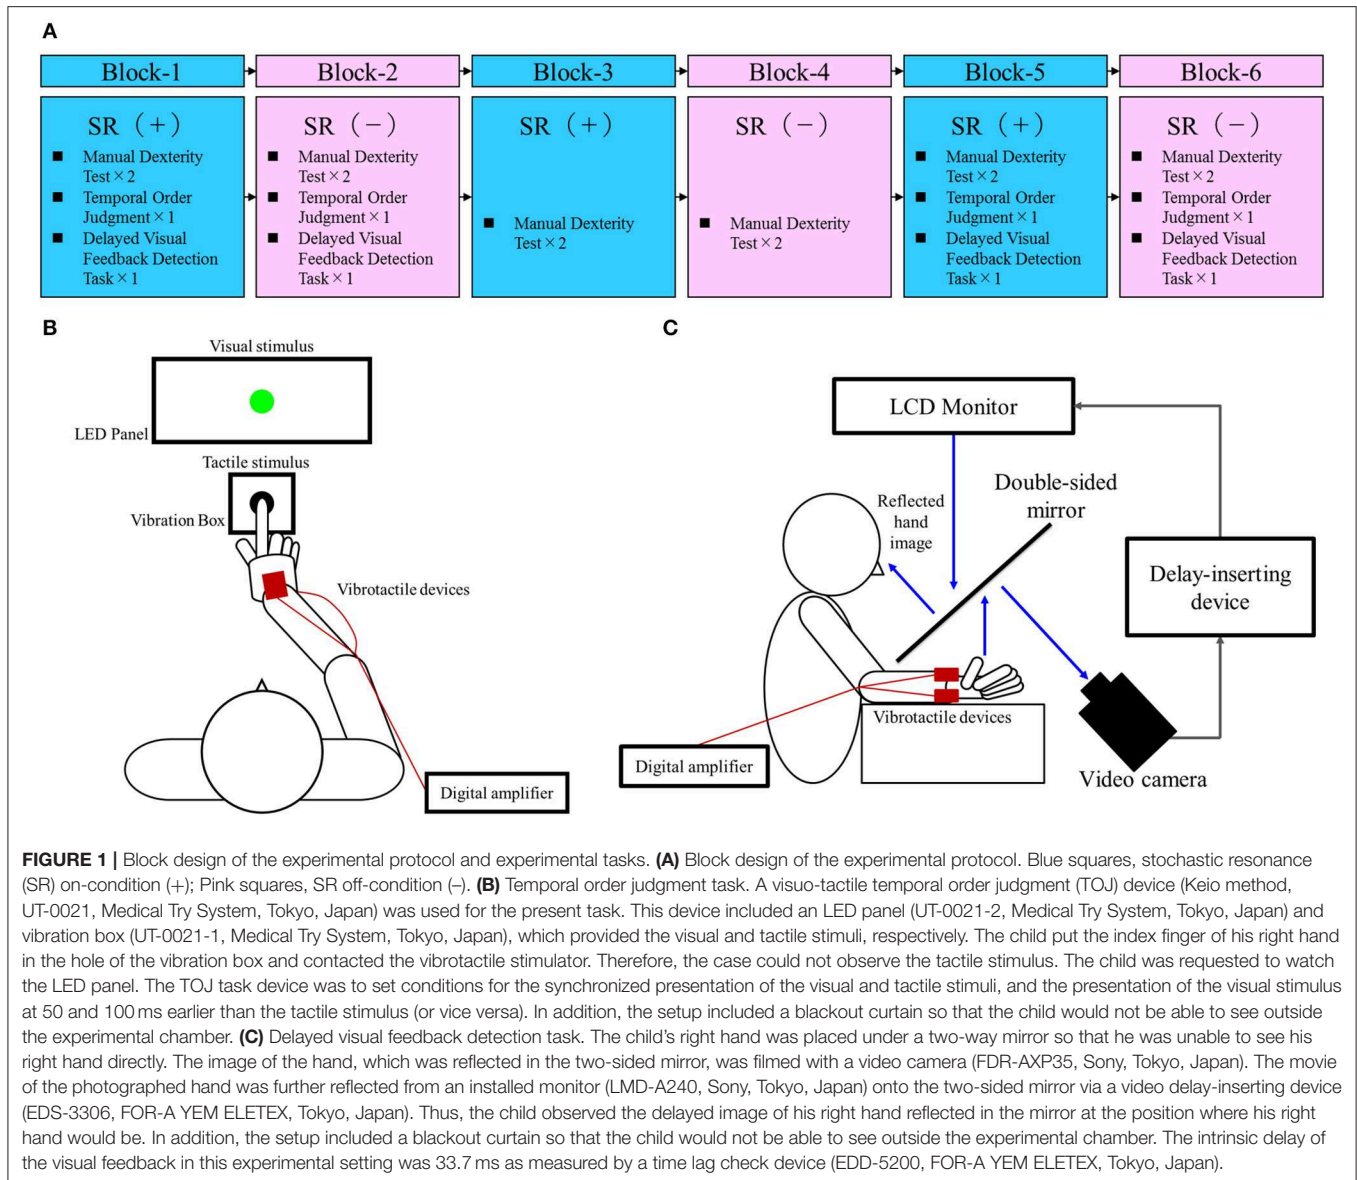 A
Block-1
Block-2
Block-3
Block-4
Block-5
Block-6
SR (+)
■ Manual Dexterity
Test×2
■ Temporal Order
Judgment×1
■ Delayed Visual
Feedback Detection
Task×1
SR (−)
■ Manual Dexterity
Test×2
■ Temporal Order
Judgment×1
■ Delayed Visual
Feedback Detection
Task×1
SR (+)
■ Manual Dexterity
Test×2
SR (−)
■ Manual Dexterity
Test×2
SR (+)
■ Manual Dexterity
Test×2
■ Temporal Order
Judgment×1
■ Delayed Visual
Feedback Detection
Task×1
SR (−)
■ Manual Dexterity
Test×2
■ Temporal Order
Judgment×1
■ Delayed Visual
Feedback Detection
Task×1
B
Visual stimulus
LED Panel
Tactile stimulus
Vibration Box
Vibrotactile devices
Digital amplifier
C
LCD Monitor
Double-sided
mirror
Reflected
hand
image
Delay-inserting
device
Vibrotactile devices
Digital amplifier
Video camera
FIGURE 1 | Block design of the experimental protocol and experimental tasks. (A) Block design of the experimental protocol. Blue squares, stochastic resonance
(SR) on-condition (+); Pink squares, SR off-condition (–). (B) Temporal order judgment task. A visuo-tactile temporal order judgment (TOJ) device (Keio method,
UT-0021, Medical Try System, Tokyo, Japan) was used for the present task. This device included an LED panel (UT-0021-2, Medical Try System, Tokyo, Japan) and
vibration box (UT-0021-1, Medical Try System, Tokyo, Japan), which provided the visual and tactile stimuli, respectively. The child put the index finger of his right hand
in the hole of the vibration box and contacted the vibrotactile stimulator. Therefore, the case could not observe the tactile stimulus. The child was requested to watch
the LED panel. The TOJ task device was to set conditions for the synchronized presentation of the visual and tactile stimuli, and the presentation of the visual stimulus
at 50 and 100 ms earlier than the tactile stimulus (or vice versa). In addition, the setup included a blackout curtain so that the child would not be able to see outside
the experimental chamber. (C) Delayed visual feedback detection task. The child's right hand was placed under a two-way mirror so that he was unable to see his
right hand directly. The image of the hand, which was reflected in the two-sided mirror, was filmed with a video camera (FDR-AXP35, Sony, Tokyo, Japan). The movie
of the photographed hand was further reflected from an installed monitor (LMD-A240, Sony, Tokyo, Japan) onto the two-sided mirror via a video delay-inserting device
(EDS-3306, FOR-A YEM ELETEX, Tokyo, Japan). Thus, the child observed the delayed image of his right hand reflected in the mirror at the position where his right
hand would be. In addition, the setup included a blackout curtain so that the child would not be able to see outside the experimental chamber. The intrinsic delay of
the visual feedback in this experimental setting was 33.7 ms as measured by a time lag check device (EDD-5200, FOR-A YEM ELETEX, Tokyo, Japan).